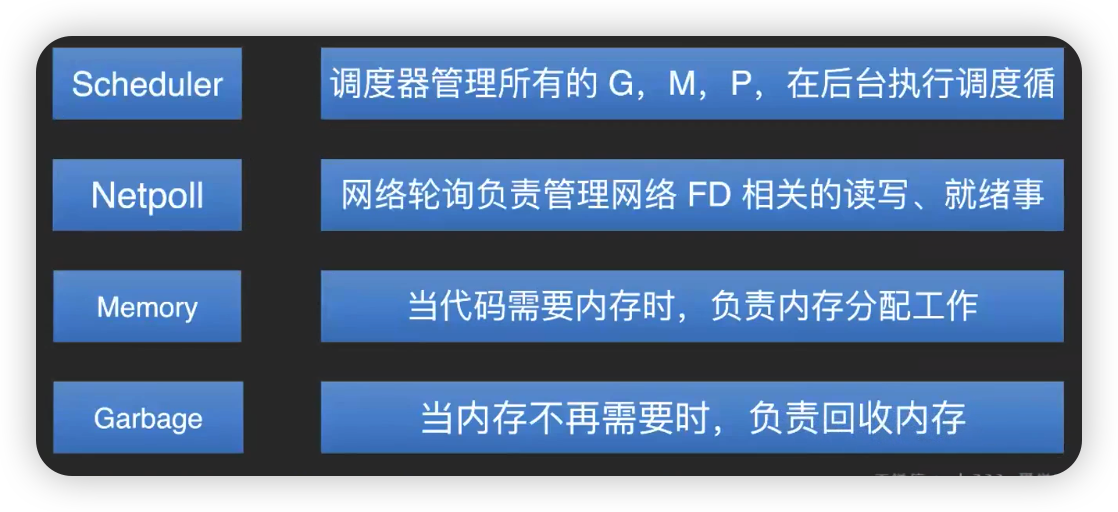 Scheduler
调度器管理所有的 G，M，P，在后台执行调度循
Netpoll
网络轮询负责管理网络 FD 相关的读写、就绪事
Memory
当代码需要内存时，负责内存分配工作
Garbage
当内存不再需要时，负责回收内存